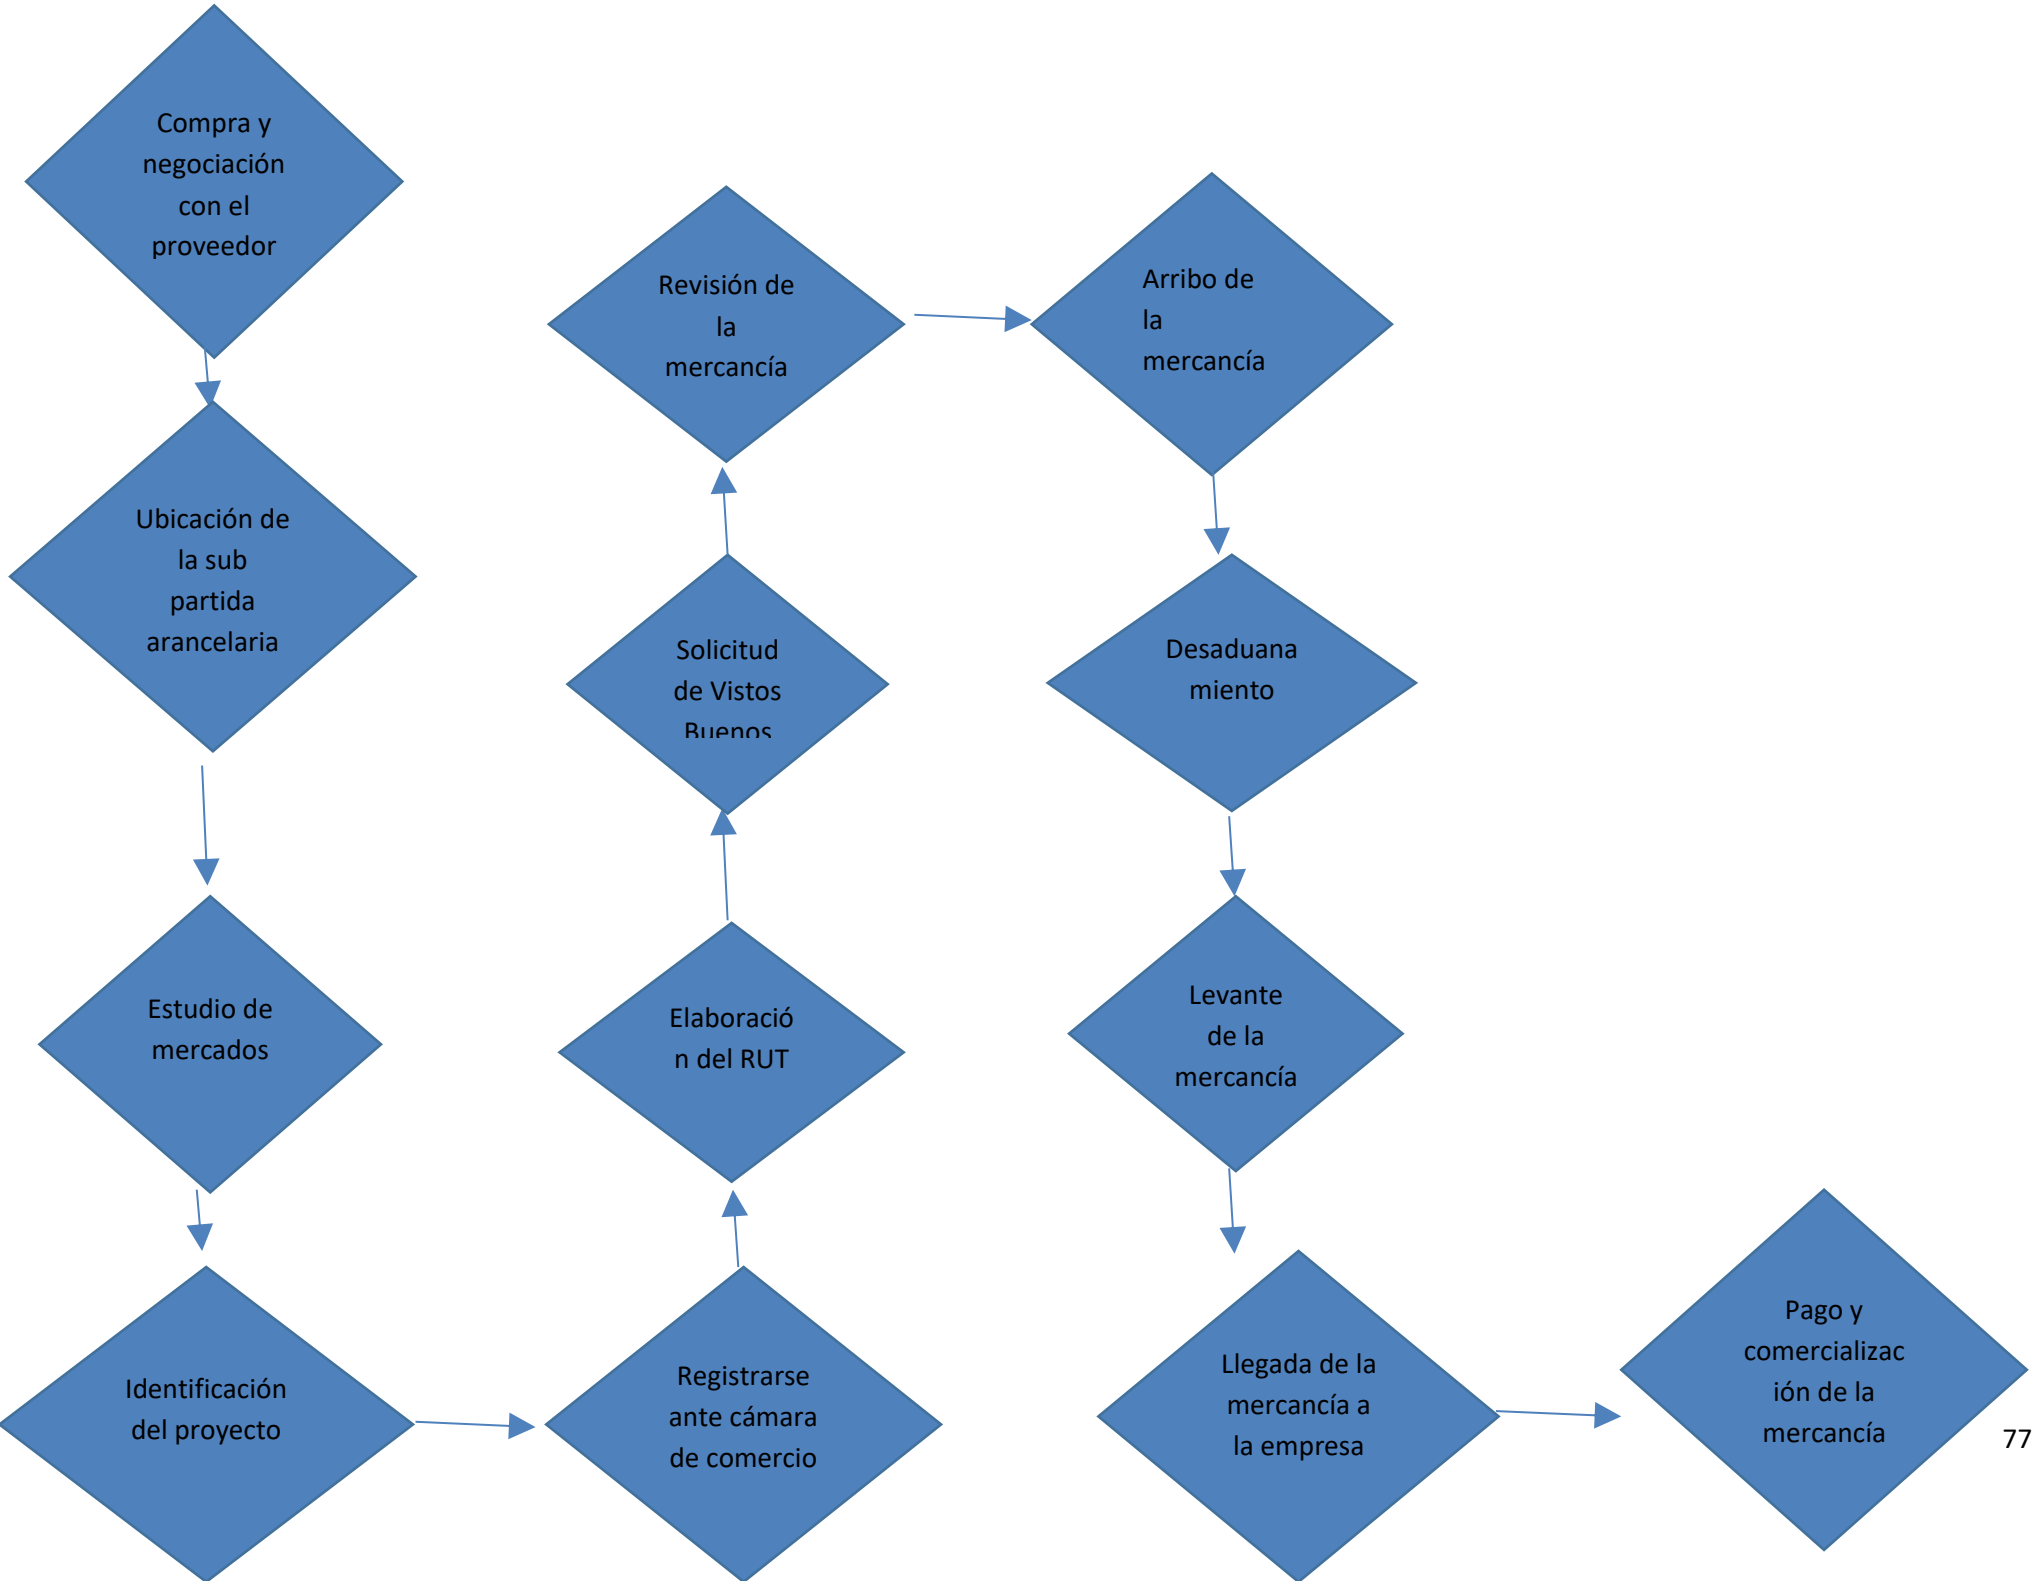 Compra y
negociación
con el
proveedor
Ubicación de
la sub
partida
arancelaria
Estudio de
mercados
Identificación
del proyecto
Registrarse
ante cámara
de comercio
Elaboració
n del RUT
Solicitud
de Vistos
Buenos
Revisión de
la
mercancía
Arribo de
la
mercancía
Desaduana
miento
Levante
de la
mercancía
Llegada de la
mercancía a
la empresa
Pago y
comercializac
ión de la
mercancía
77